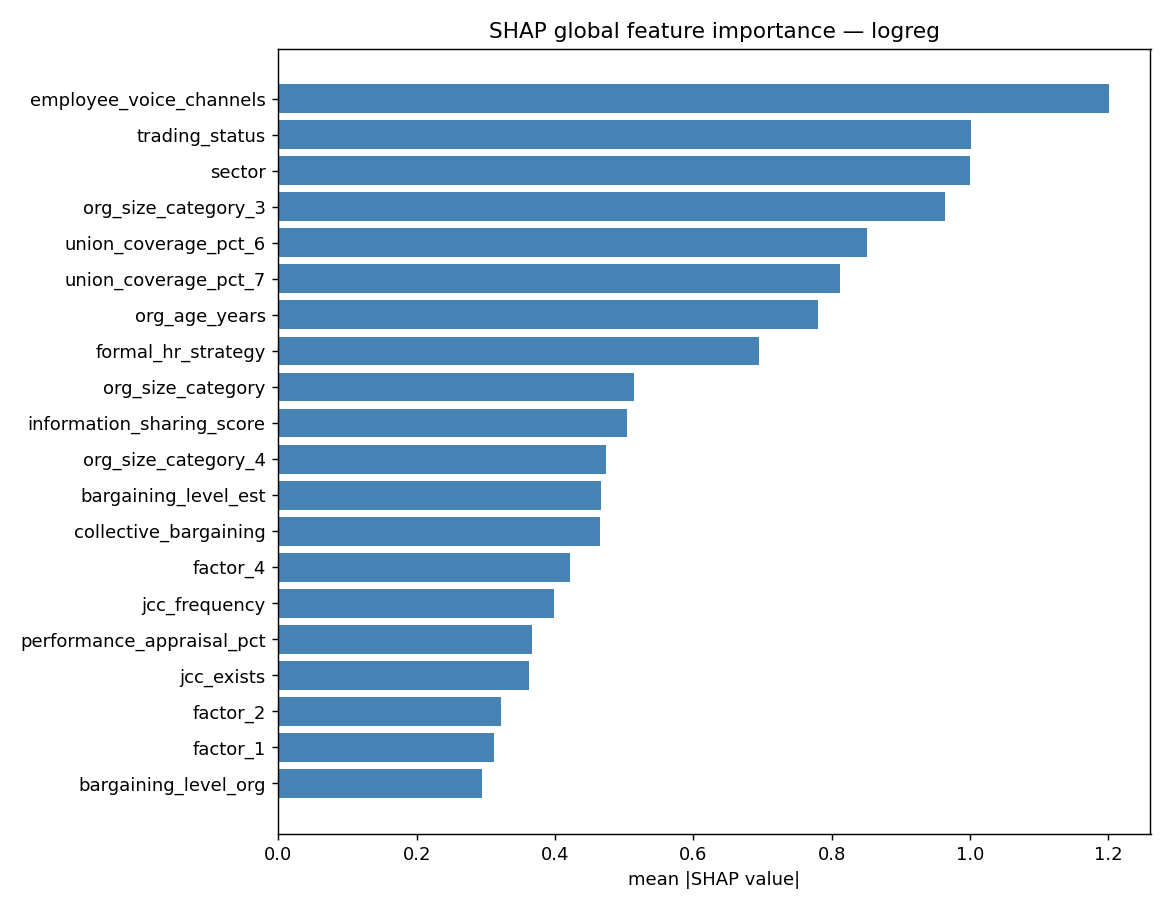 SHAP global feature importance — logreg
employee_voice_channels
trading_status
sector
org_size_category_3
union_coverage_pct_6
union_coverage_pct_7
org_age_years
formal_hr_strategy
org_size_category
information_sharing_score
org_size_category_4
bargaining_level_est
collective_bargaining
factor_4
jcc_frequency
performance_appraisal_pct
jcc_exists
factor_2
factor_1
bargaining_level_org
0.0 0.2 0.4 0.6 0.8 1.0 1.2
mean |SHAP value|